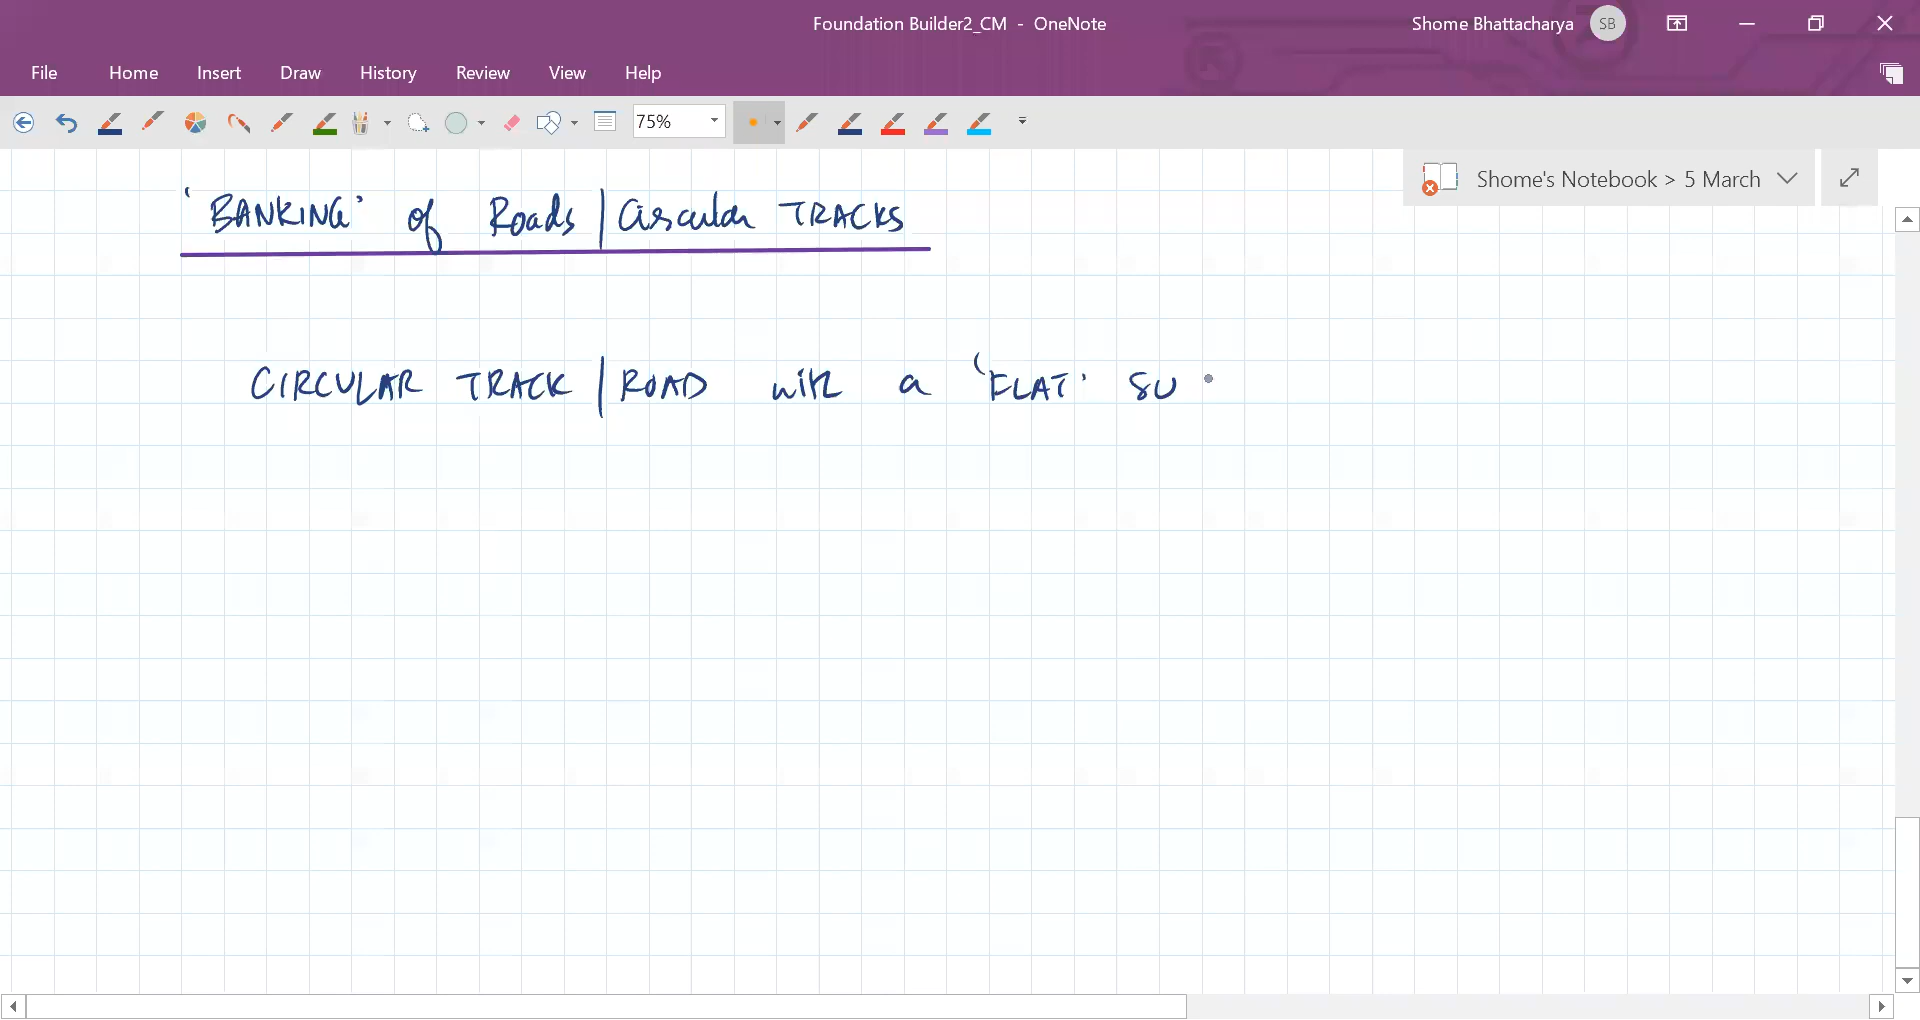 Foundation Builder2_CM - OneNote
Shome Bhattacharya SB
File Home Insert Draw History Review View Help
75%
Shome's Notebook > 5 March
'BANKING' of Roads | Circular TRACKS
CIRCULAR TRACK | ROAD with a 'FLAT' SU